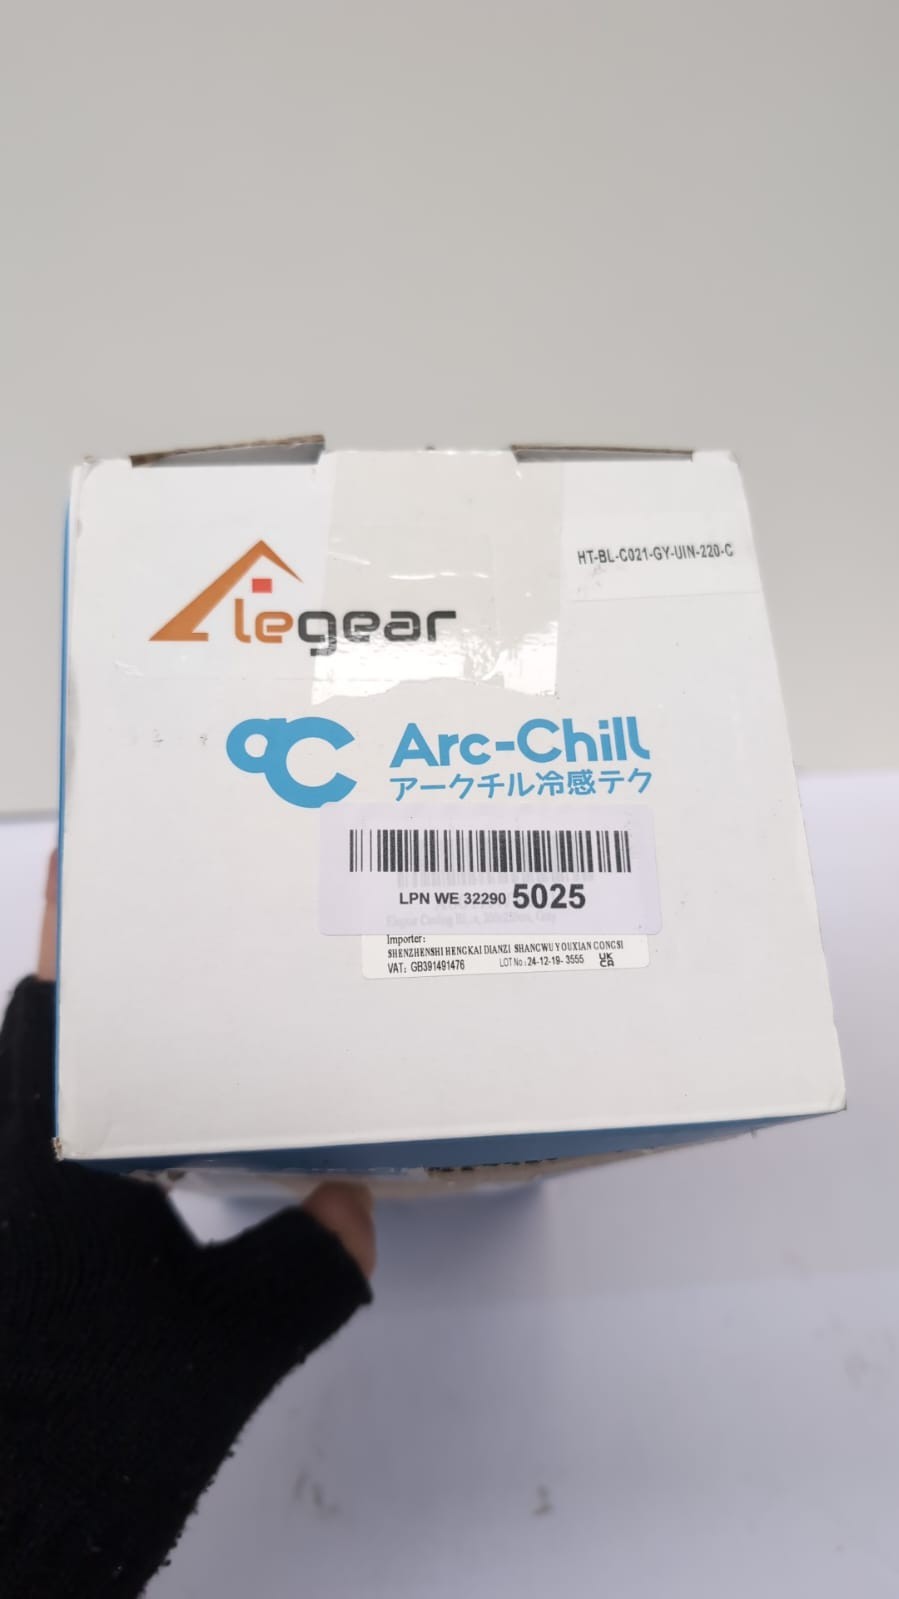 HT-BL-C021-GY-UIN-220-C
legear
Arc-Chill
アークチル冷感テク
LPN WE 32290 5025
Importer:
SHENZHENSHI HENGKAI DIANZI SHANGWU YOUXIAN GONGSI
VAT: GB391491476 LOT No: 24-12-19- 3555 UK CA